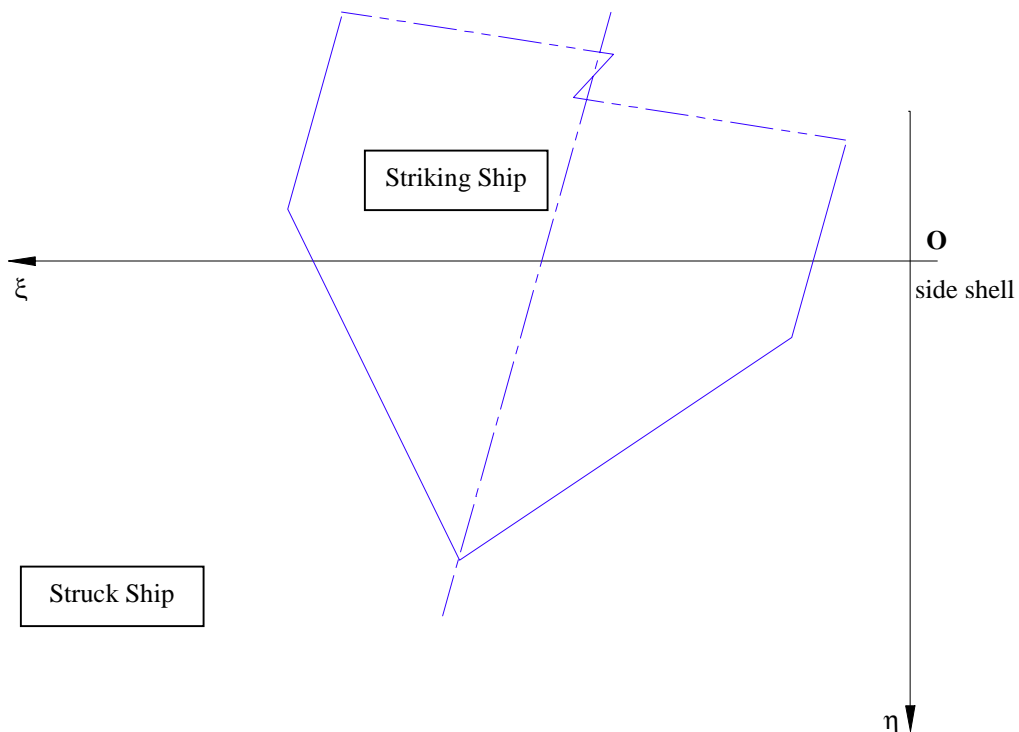 Striking Ship
O
ξ
side shell
Struck Ship
η